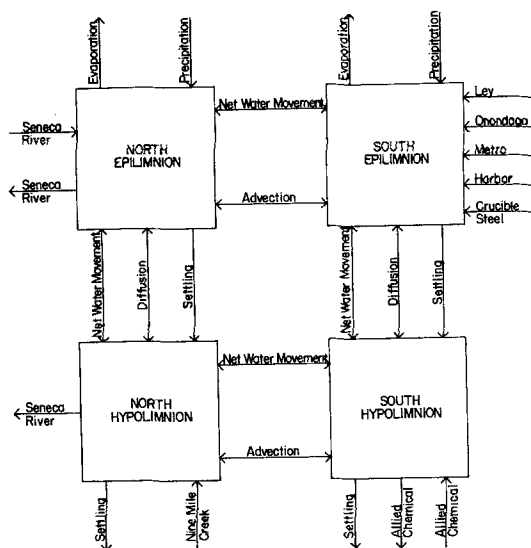 Evaporation
Precipitation
Evaporation
Precipitation
Net Water Movement
Ley
Onondaga
Metro
Harbor
Crucible
Steel
Seneca
River
NORTH
EPILIMNION
SOUTH
EPILIMNION
Seneca
River
Advection
Net Water Movement
Diffusion
Settling
Net Water Movement
Diffusion
Settling
Net Water Movement
NORTH
HYPOLIMNION
SOUTH
HYPOLIMNION
Seneca
River
Advection
Settling
Nine Mile
Creek
Settling
Allied
Chemical
Allied
Chemical